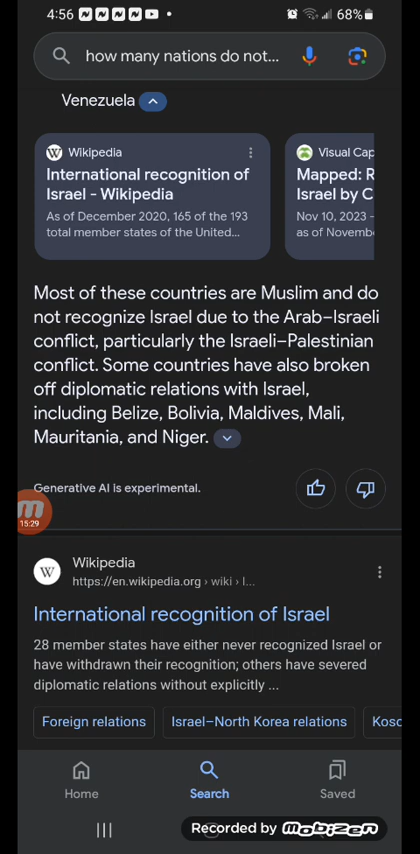 4:56
68%
how many nations do not...
Venezuela
Wikipedia
International recognition of
Israel - Wikipedia
As of December 2020, 165 of the 193
total member states of the United...
Visual Cap
Mapped: R
Israel by C
Nov 10, 2023 -
as of Novemb
Most of these countries are Muslim and do
not recognize Israel due to the Arab–Israeli
conflict, particularly the Israeli–Palestinian
conflict. Some countries have also broken
off diplomatic relations with Israel,
including Belize, Bolivia, Maldives, Mali,
Mauritania, and Niger.
Generative AI is experimental.
15:29
Wikipedia
https://en.wikipedia.org › wiki › I...
International recognition of Israel
28 member states have either never recognized Israel or
have withdrawn their recognition; others have severed
diplomatic relations without explicitly ...
Foreign relations
Israel–North Korea relations
Kosc
Home
Search
Saved
Recorded by mobizen